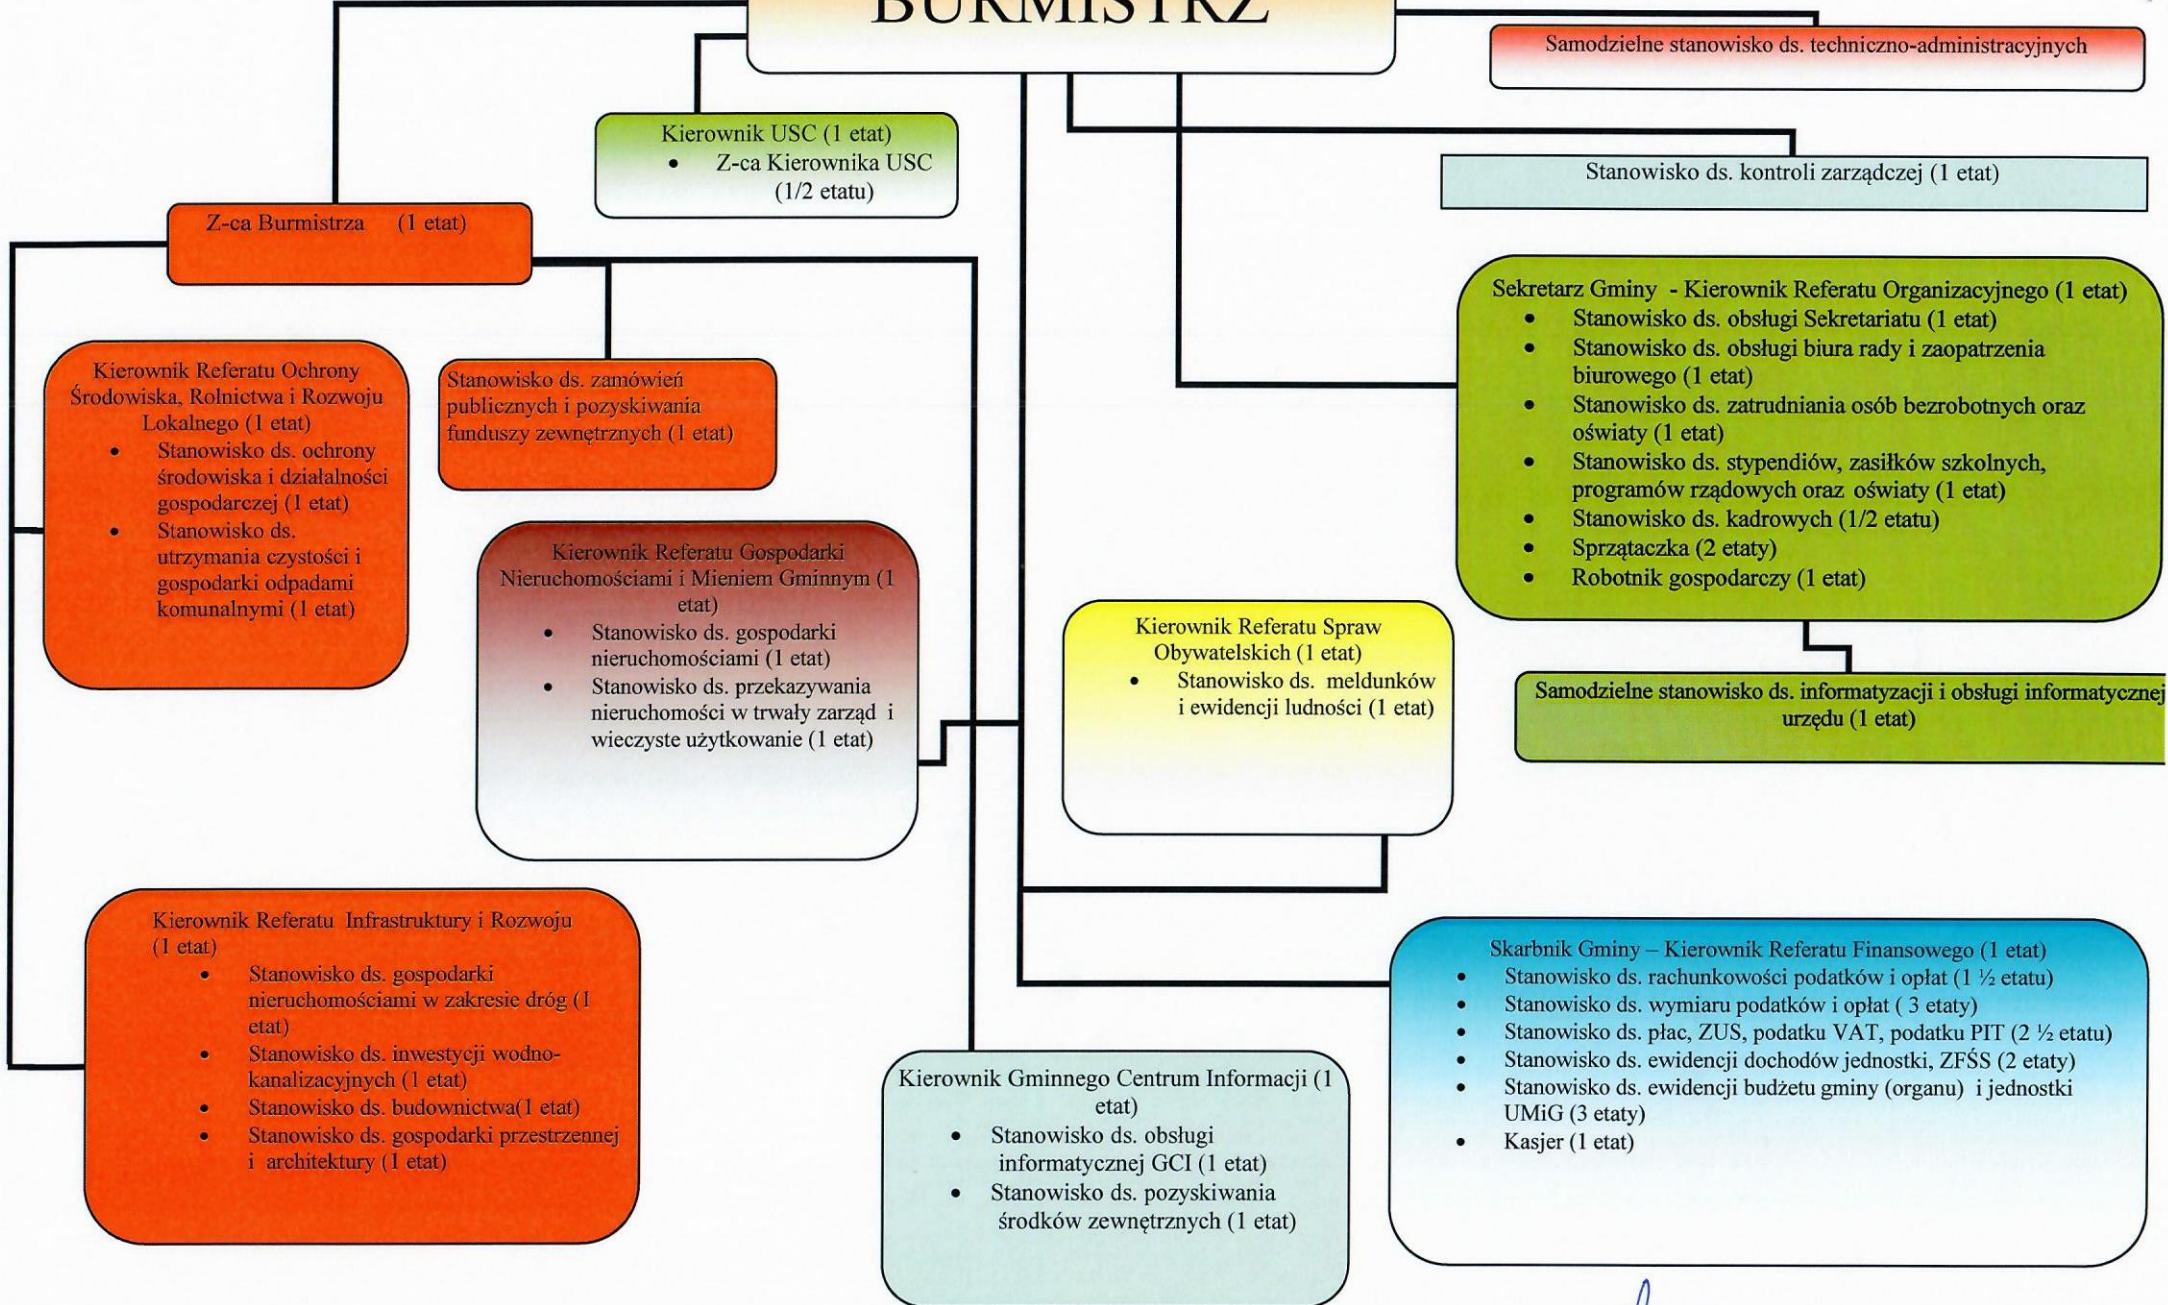 BURMISTRZ
Samodzielne stanowisko ds. techniczno-administracyjnych
Kierownik USC (1 etat)
• Z-ca Kierownika USC
(1/2 etatu)
Stanowisko ds. kontroli zarządczej (1 etat)
Z-ca Burmistrza (1 etat)
Sekretarz Gminy - Kierownik Referatu Organizacyjnego (1 etat)
• Stanowisko ds. obsługi Sekretariatu (1 etat)
• Stanowisko ds. obsługi biura rady i zaopatrzenia
biurowego (1 etat)
• Stanowisko ds. zatrudniania osób bezrobotnych oraz
oświaty (1 etat)
• Stanowisko ds. stypendiów, zasiłków szkolnych,
programów rządowych oraz oświaty (1 etat)
• Stanowisko ds. kadrowych (1/2 etatu)
• Sprzątaczka (2 etaty)
• Robotnik gospodarczy (1 etat)
Kierownik Referatu Ochrony
Środowiska, Rolnictwa i Rozwoju
Lokalnego (1 etat)
• Stanowisko ds. ochrony
środowiska i działalności
gospodarczej (1 etat)
• Stanowisko ds.
utrzymania czystości i
gospodarki odpadami
komunalnymi (1 etat)
Stanowisko ds. zamówień
publicznych i pozyskiwania
funduszy zewnętrznych (1 etat)
Kierownik Referatu Gospodarki
Nieruchomościami i Mieniem Gminnym (1
etat)
• Stanowisko ds. gospodarki
nieruchomościami (1 etat)
• Stanowisko ds. przekazywania
nieruchomości w trwały zarząd i
wieczyste użytkowanie (1 etat)
Kierownik Referatu Spraw
Obywatelskich (1 etat)
• Stanowisko ds. meldunków
i ewidencji ludności (1 etat)
Samodzielne stanowisko ds. informatyzacji i obsługi informatycznej
urzędu (1 etat)
Kierownik Referatu Infrastruktury i Rozwoju
(1 etat)
• Stanowisko ds. gospodarki
nieruchomościami w zakresie dróg (1
etat)
• Stanowisko ds. inwestycji wodno-
kanalizacyjnych (1 etat)
• Stanowisko ds. budownictwa(1 etat)
• Stanowisko ds. gospodarki przestrzennej
i architektury (1 etat)
Kierownik Gminnego Centrum Informacji (1
etat)
• Stanowisko ds. obsługi
informatycznej GCI (1 etat)
• Stanowisko ds. pozyskiwania
środków zewnętrznych (1 etat)
Skarbnik Gminy – Kierownik Referatu Finansowego (1 etat)
• Stanowisko ds. rachunkowości podatków i opłat (1 ½ etatu)
• Stanowisko ds. wymiaru podatków i opłat ( 3 etaty)
• Stanowisko ds. płac, ZUS, podatku VAT, podatku PIT (2 ½ etatu)
• Stanowisko ds. ewidencji dochodów jednostki, ZFŚS (2 etaty)
• Stanowisko ds. ewidencji budżetu gminy (organu) i jednostki
UMiG (3 etaty)
• Kasjer (1 etat)